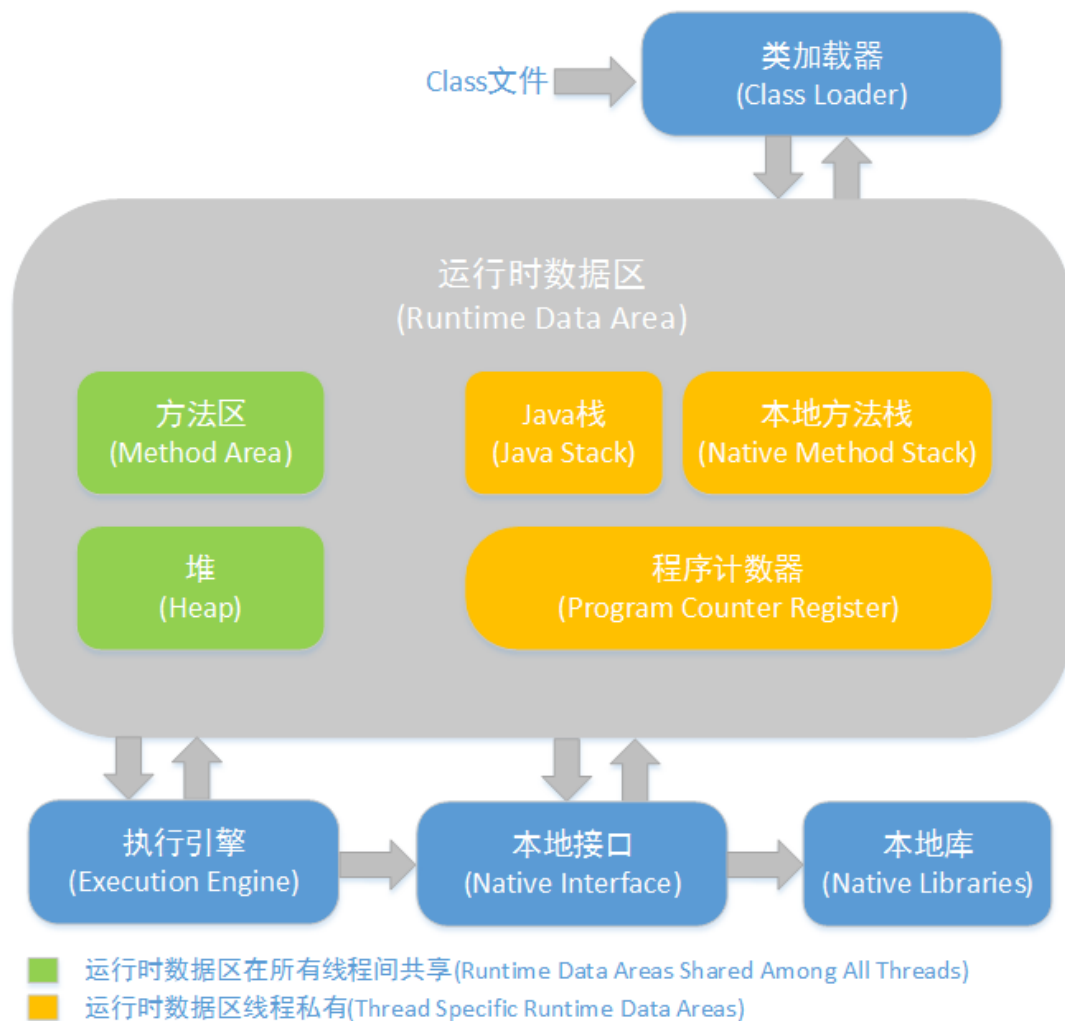 类加载器
(Class Loader)
Class文件
运行时数据区
(Runtime Data Area)
方法区
(Method Area)
Java栈
(Java Stack)
本地方法栈
(Native Method Stack)
堆
(Heap)
程序计数器
(Program Counter Register)
执行引擎
(Execution Engine)
本地接口
(Native Interface)
本地库
(Native Libraries)
运行时数据区在所有线程间共享(Runtime Data Areas Shared Among All Threads)
运行时数据区线程私有(Thread Specific Runtime Data Areas)